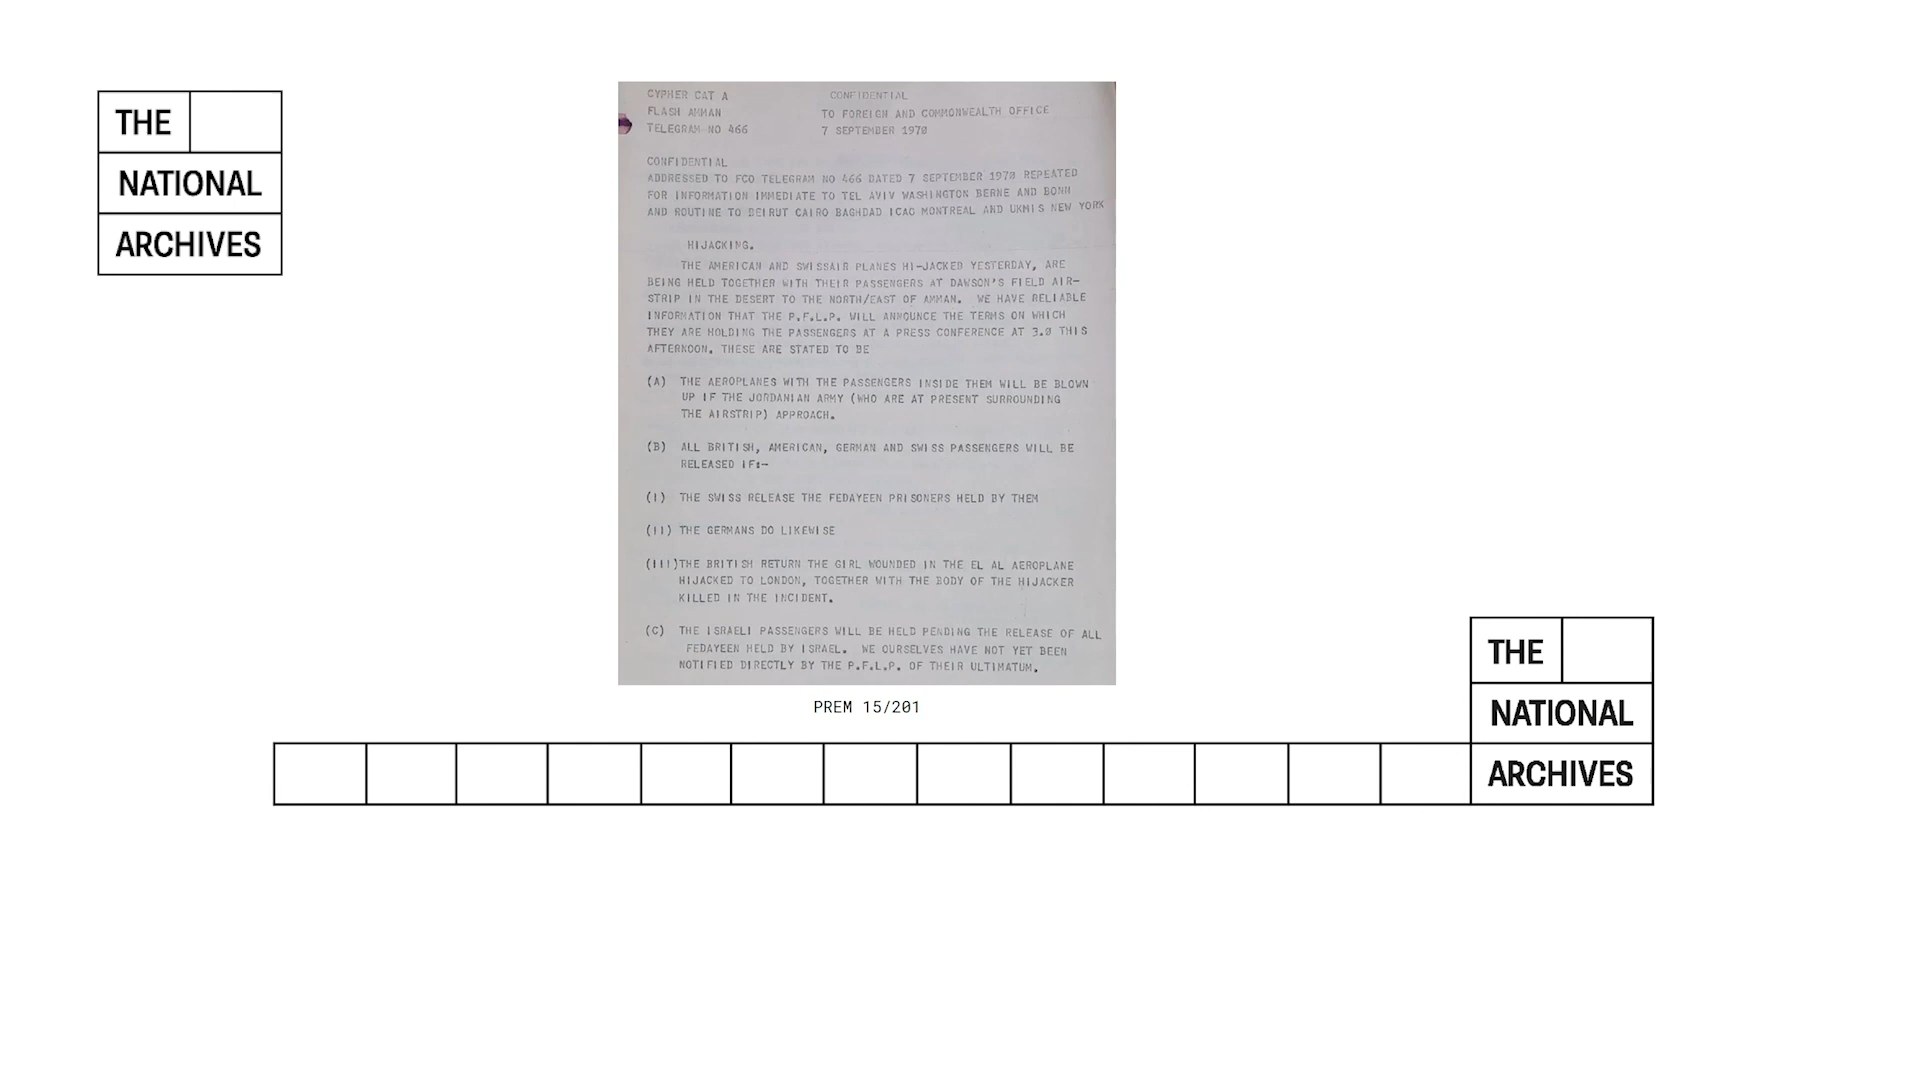 THE
NATIONAL
ARCHIVES
CYPHER CAT A CONFIDENTIAL
FLASH AMMAN TO FOREIGN AND COMMONWEALTH OFFICE
TELEGRAM NO 466 7 SEPTEMBER 1970
CONFIDENTIAL
ADDRESSED TO FCO TELEGRAM NO 466 DATED 7 SEPTEMBER 1970 REPEATED
FOR INFORMATION IMMEDIATE TO TEL AVIV WASHINGTON BERNE AND BONN
AND ROUTINE TO BEIRUT CAIRO BAGHDAD ICAO MONTREAL AND UKMIS NEW YORK
HIJACKING.
THE AMERICAN AND SWISSAIR PLANES HI-JACKED YESTERDAY, ARE
BEING HELD TOGETHER WITH THEIR PASSENGERS AT DAWSON'S FIELD AIR-
STRIP IN THE DESERT TO THE NORTH/EAST OF AMMAN. WE HAVE RELIABLE
INFORMATION THAT THE P.F.L.P. WILL ANNOUNCE THE TERMS ON WHICH
THEY ARE HOLDING THE PASSENGERS AT A PRESS CONFERENCE AT 3.0 THIS
AFTERNOON. THESE ARE STATED TO BE
(A) THE AEROPLANES WITH THE PASSENGERS INSIDE THEM WILL BE BLOWN
UP IF THE JORDANIAN ARMY (WHO ARE AT PRESENT SURROUNDING
THE AIRSTRIP) APPROACH.
(B) ALL BRITISH, AMERICAN, GERMAN AND SWISS PASSENGERS WILL BE
RELEASED IF:-
(I) THE SWISS RELEASE THE FEDAYEEN PRISONERS HELD BY THEM
(II) THE GERMANS DO LIKEWISE
(III)THE BRITISH RETURN THE GIRL WOUNDED IN THE EL AL AEROPLANE
HIJACKED TO LONDON, TOGETHER WITH THE BODY OF THE HIJACKER
KILLED IN THE INCIDENT.
(C) THE ISRAELI PASSENGERS WILL BE HELD PENDING THE RELEASE OF ALL
FEDAYEEN HELD BY ISRAEL. WE OURSELVES HAVE NOT YET BEEN
NOTIFIED DIRECTLY BY THE P.F.L.P. OF THEIR ULTIMATUM.
PREM 15/201
THE
NATIONAL
ARCHIVES